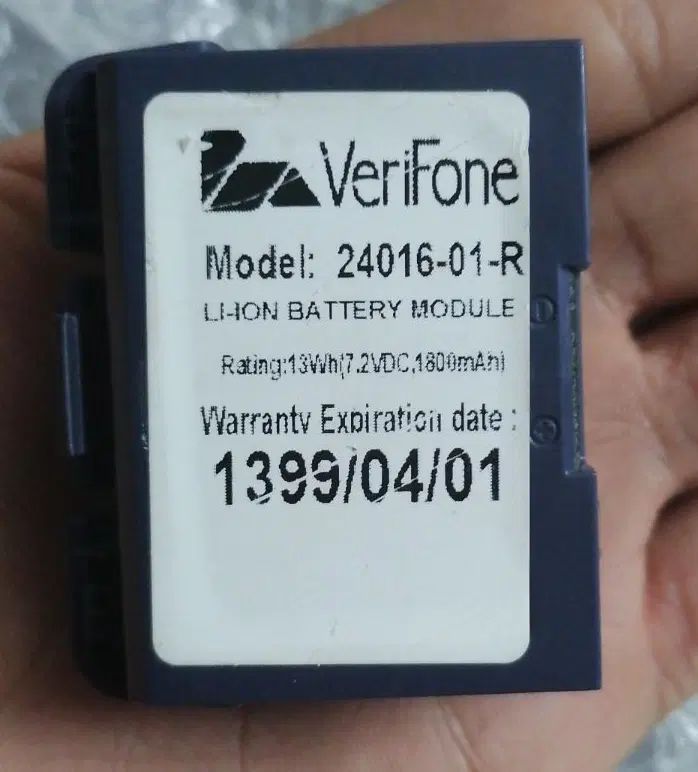 VeriFone
Model: 24016-01-R
LI-ION BATTERY MODULE
Rating:13Wh(7.2VDC,1800mAh)
Warranty Expiration date :
1399/04/01